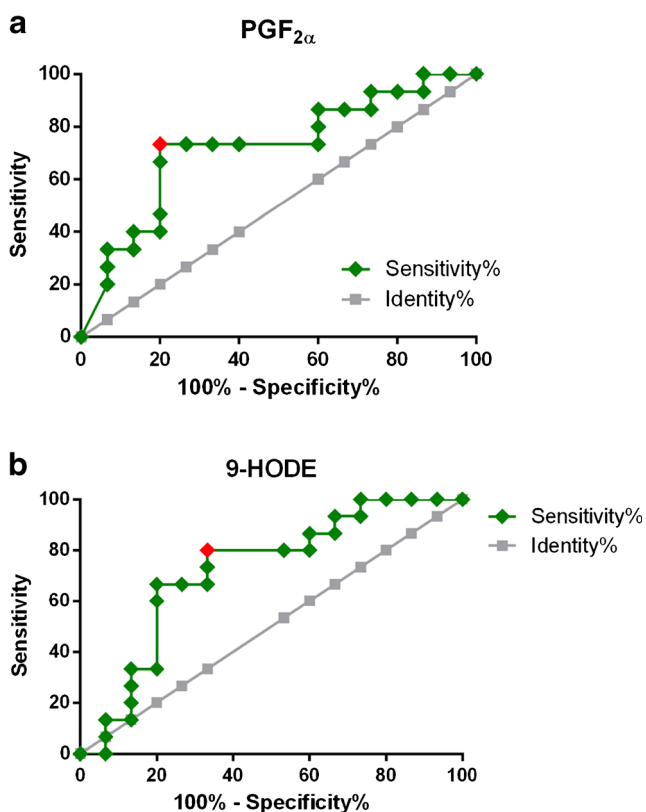 a
PGF2α
100
80
60
40
20
0
Sensitivity
Sensitivity%
Identity%
0 20 40 60 80 100
100% - Specificity%
b
9-HODE
100
80
60
40
20
0
Sensitivity
Sensitivity%
Identity%
0 20 40 60 80 100
100% - Specificity%